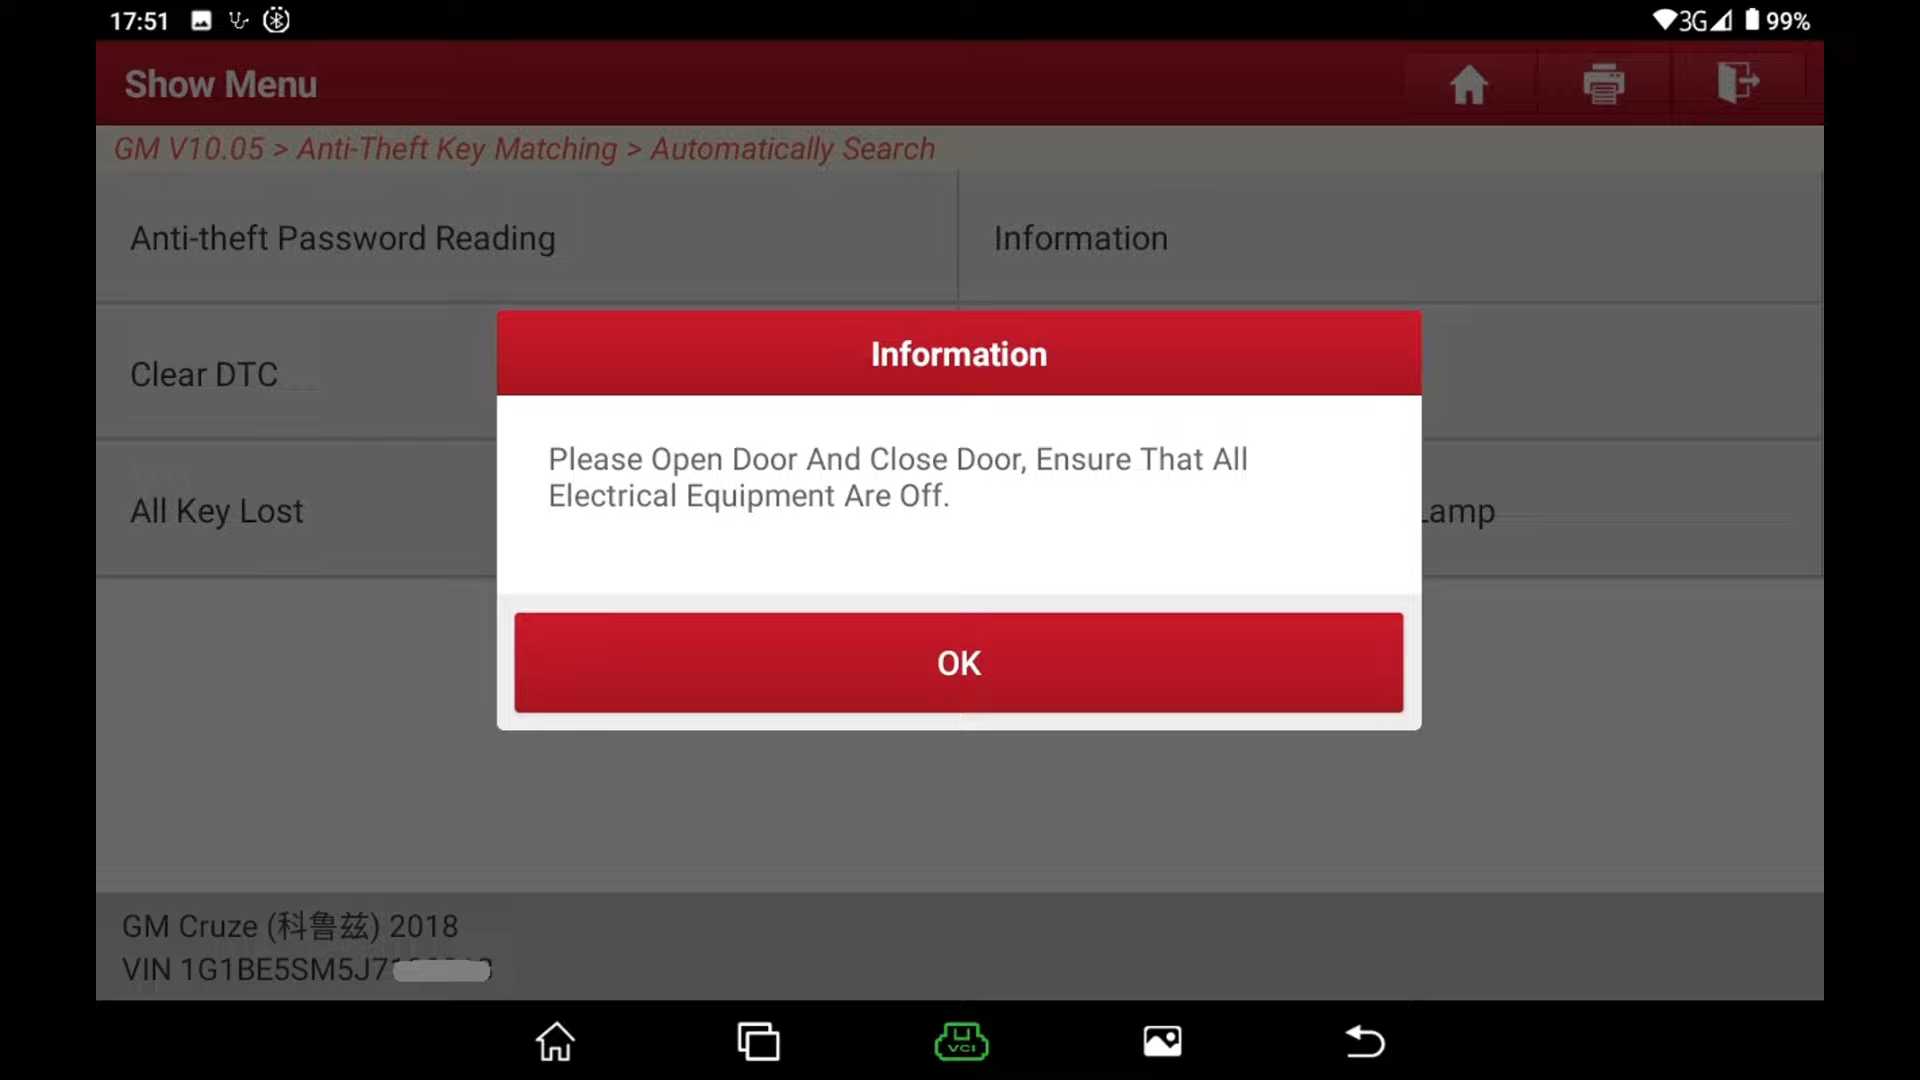 17:51
3G
99%
Show Menu
GM V10.05 > Anti-Theft Key Matching > Automatically Search
Anti-theft Password Reading
Information
Clear DTC
All Key Lost
Lamp
Information
Please Open Door And Close Door, Ensure That All
Electrical Equipment Are Off.
OK
GM Cruze (科鲁兹) 2018
VIN 1G1BE5SM5J7
VCI